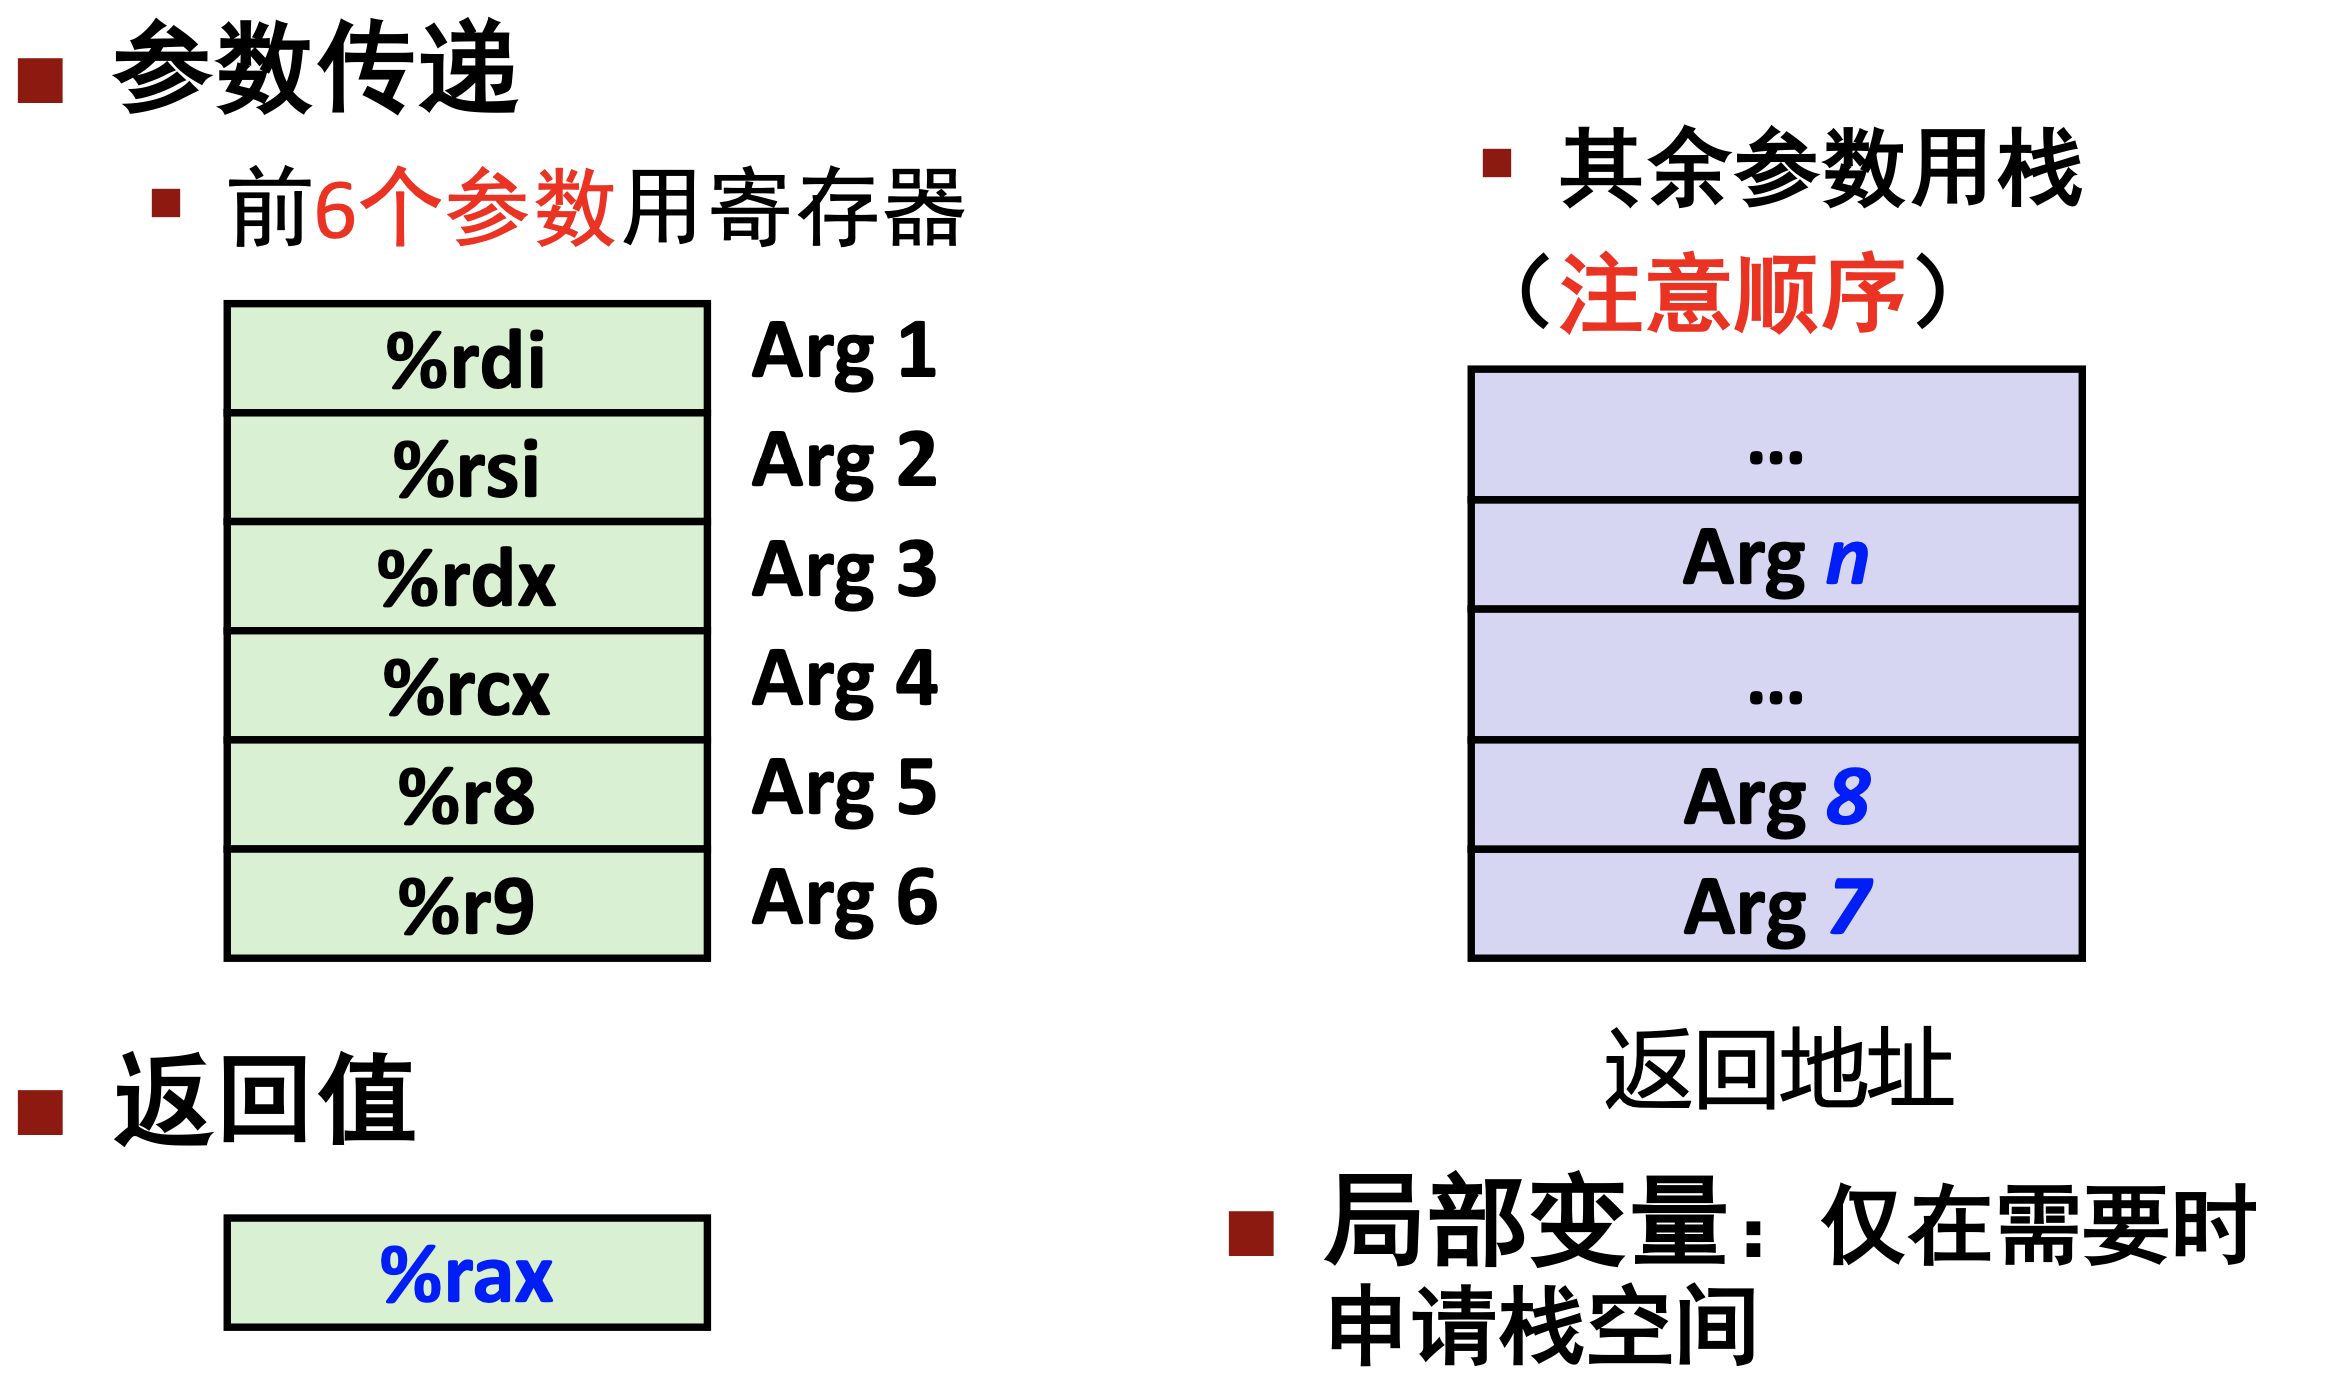 参数传递
前6个参数用寄存器
%rdi Arg 1
%rsi Arg 2
%rdx Arg 3
%rcx Arg 4
%r8 Arg 5
%r9 Arg 6
返回值
%rax
其余参数用栈
（注意顺序）
...
Arg n
...
Arg 8
Arg 7
返回地址
局部变量：仅在需要时
申请栈空间